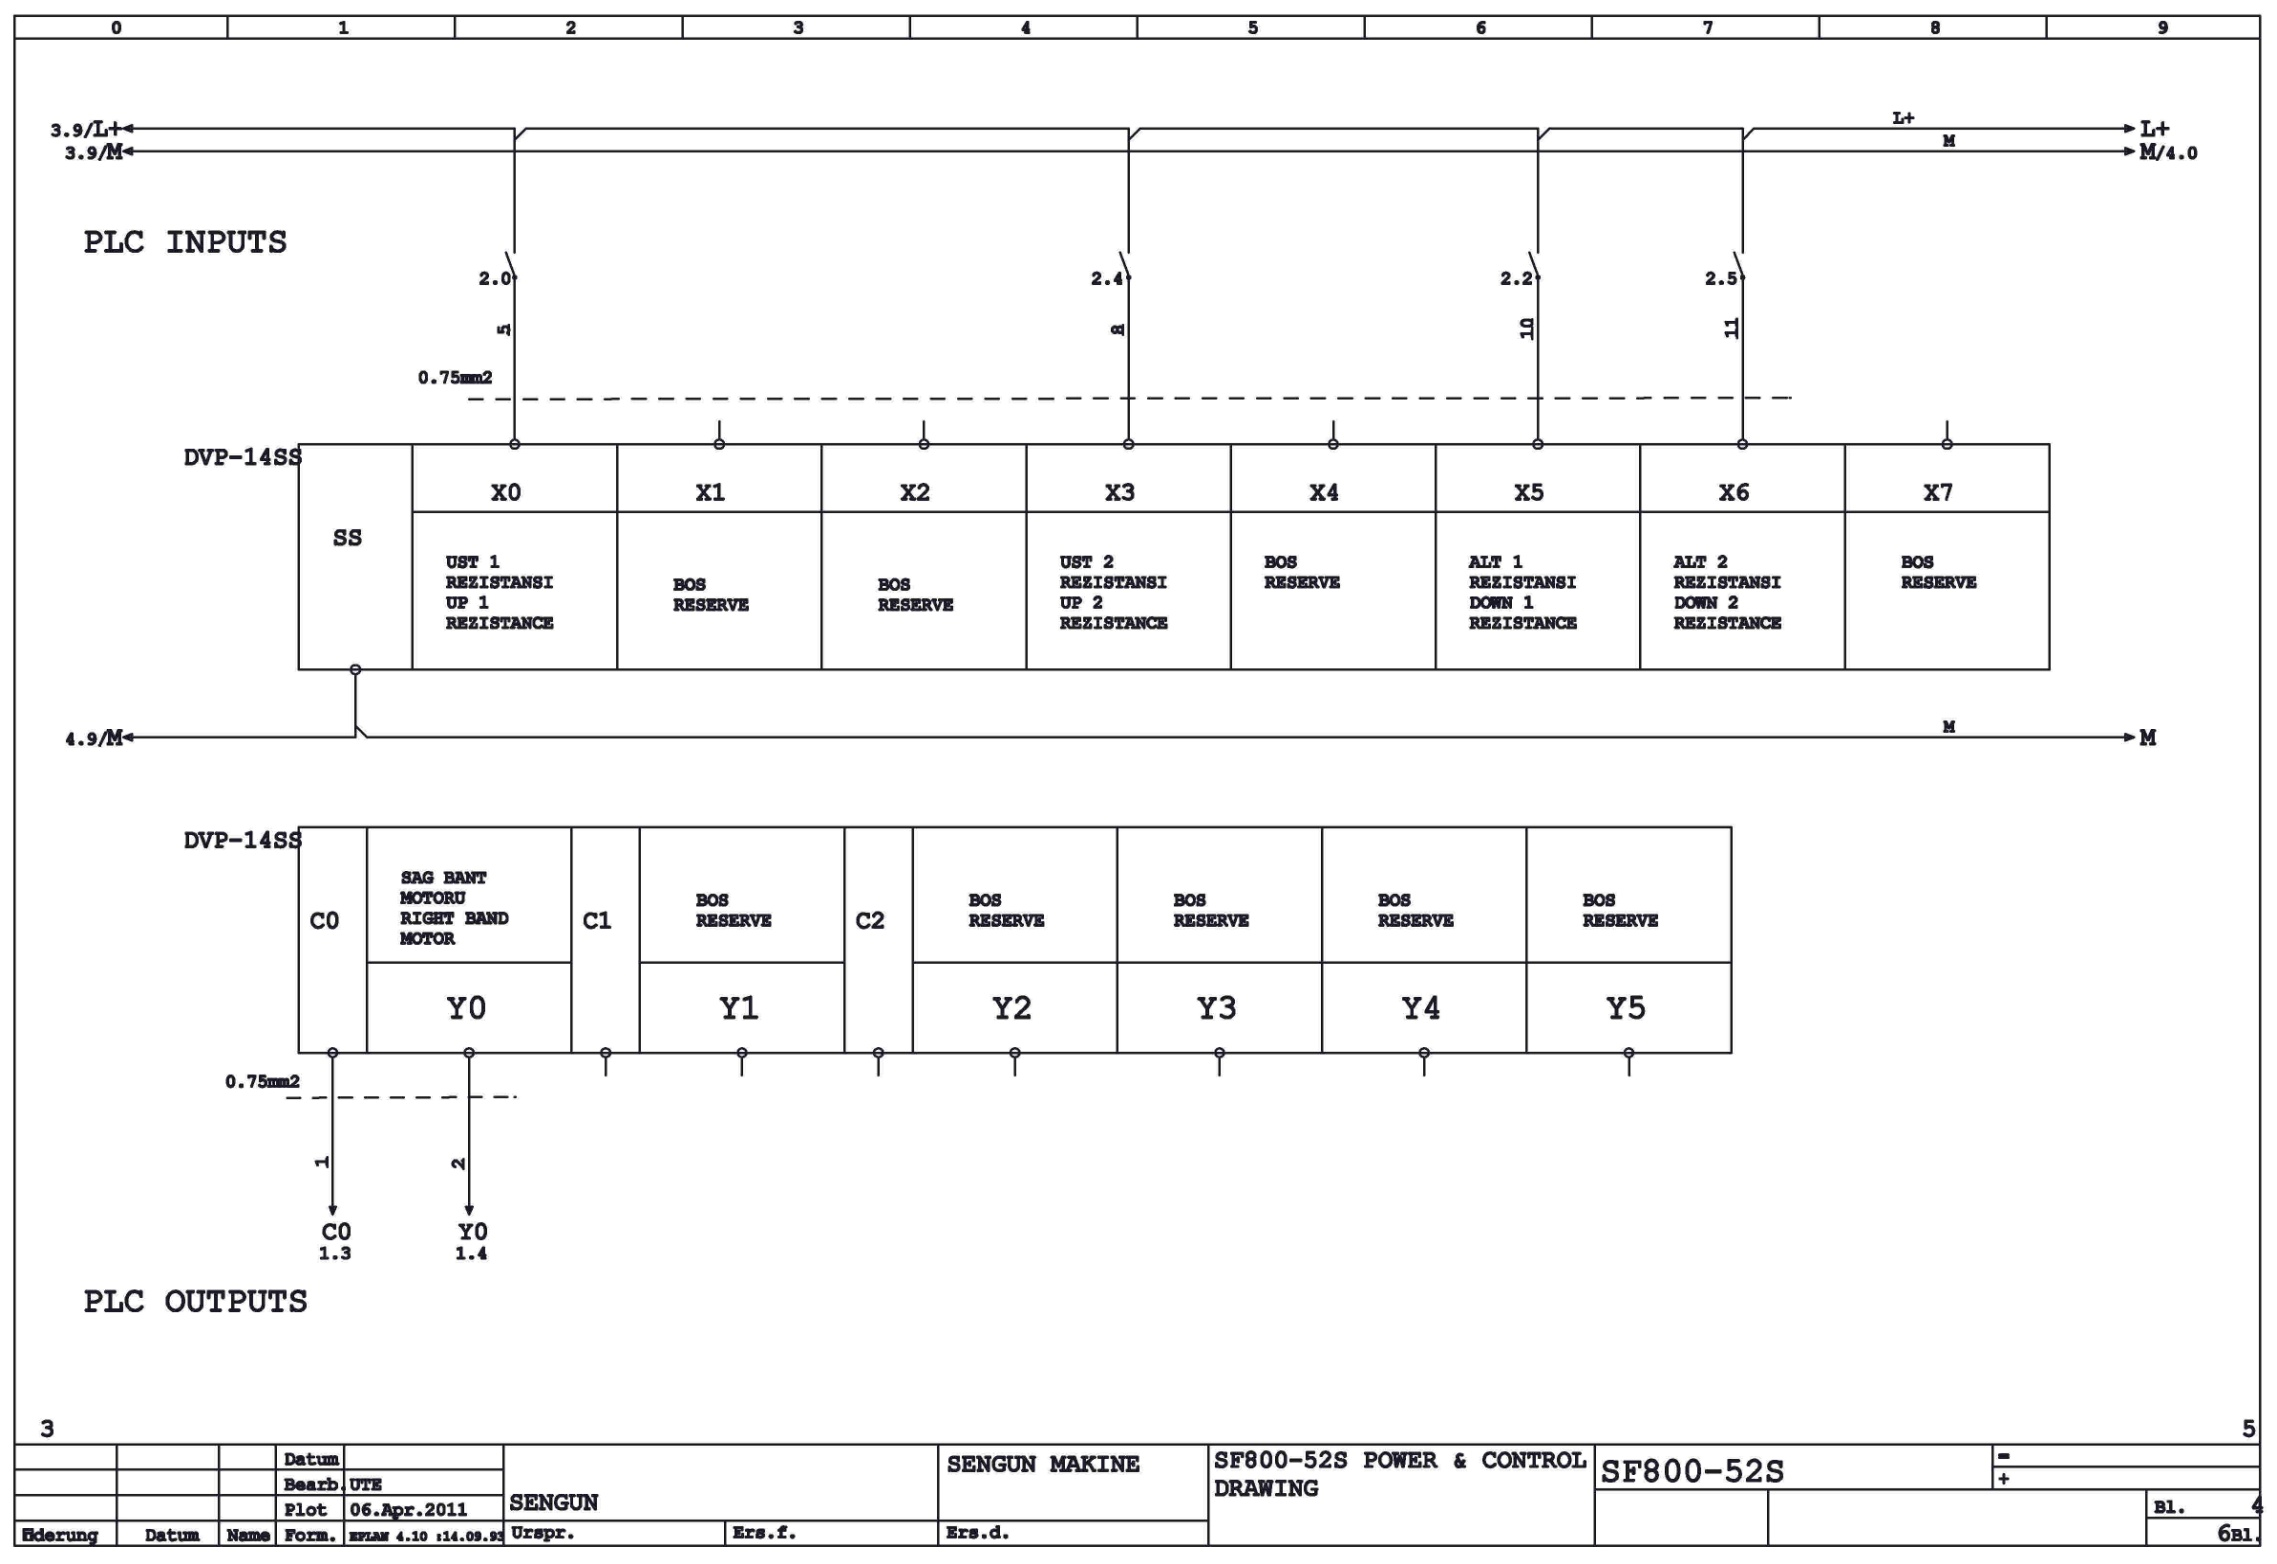 0 1 2 3 4 5 6 7 8 9
3.9/L+ L+ L+
3.9/M M M/4.0
PLC INPUTS
2.0 2.4 2.2 2.5
5 8 10 11
0.75mm2
DVP-14SS
SS X0 X1 X2 X3 X4 X5 X6 X7
UST 1
REZISTANSI
UP 1
REZISTANCE
BOS
RESERVE
BOS
RESERVE
UST 2
REZISTANSI
UP 2
REZISTANCE
BOS
RESERVE
ALT 1
REZISTANSI
DOWN 1
REZISTANCE
ALT 2
REZISTANSI
DOWN 2
REZISTANCE
BOS
RESERVE
4.9/M M M
DVP-14SS
C0
SAG BANT
MOTORU
RIGHT BAND
MOTOR
C1
BOS
RESERVE
C2
BOS
RESERVE
BOS
RESERVE
BOS
RESERVE
BOS
RESERVE
Y0 Y1 Y2 Y3 Y4 Y5
0.75mm2
1 2
C0 Y0
1.3 1.4
PLC OUTPUTS
3 5
Datum
Bearb. UTE
Plot 06.Apr.2011
derung Datum Name Form. EPLAN 4.10 :14.09.93
SENGUN
Urspr. Ers.f. Ers.d.
SENGUN MAKINE
SF800-52S POWER & CONTROL
DRAWING
SF800-52S
=
+
Bl. 4
6Bl.